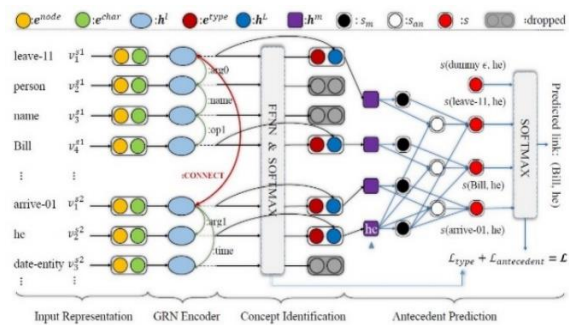 :e^node :e^char :h^l :e^type :h^L :h^m :s_m :s_an :s :dropped
leave-11 v_1^g1
person v_2^g1
name v_3^g1
Bill v_4^g1
⋮ ⋮
arrive-01 v_1^g2
he v_2^g2
date-entity v_3^g2
⋮ ⋮
:arg0
:name
:op1
:CONNECT
:arg1
:time
FFNN & SOFTMAX
he
s(dummy ϵ, he)
s(leave-11, he)
s(Bill, he)
s(arrive-01, he)
SOFTMAX
Predicted link: (Bill, he)
ℒ_type + ℒ_antecedent = ℒ
Input Representation GRN Encoder Concept Identification Antecedent Prediction